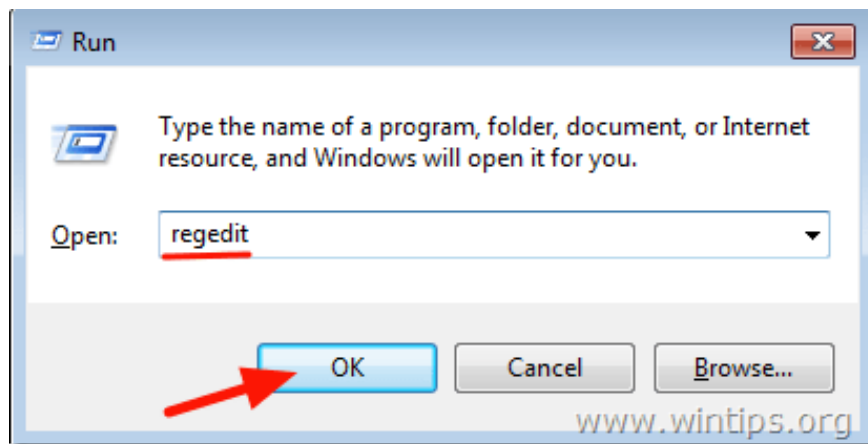 Run
Type the name of a program, folder, document, or Internet
resource, and Windows will open it for you.
Open: regedit
OK Cancel Browse...
www.wintips.org